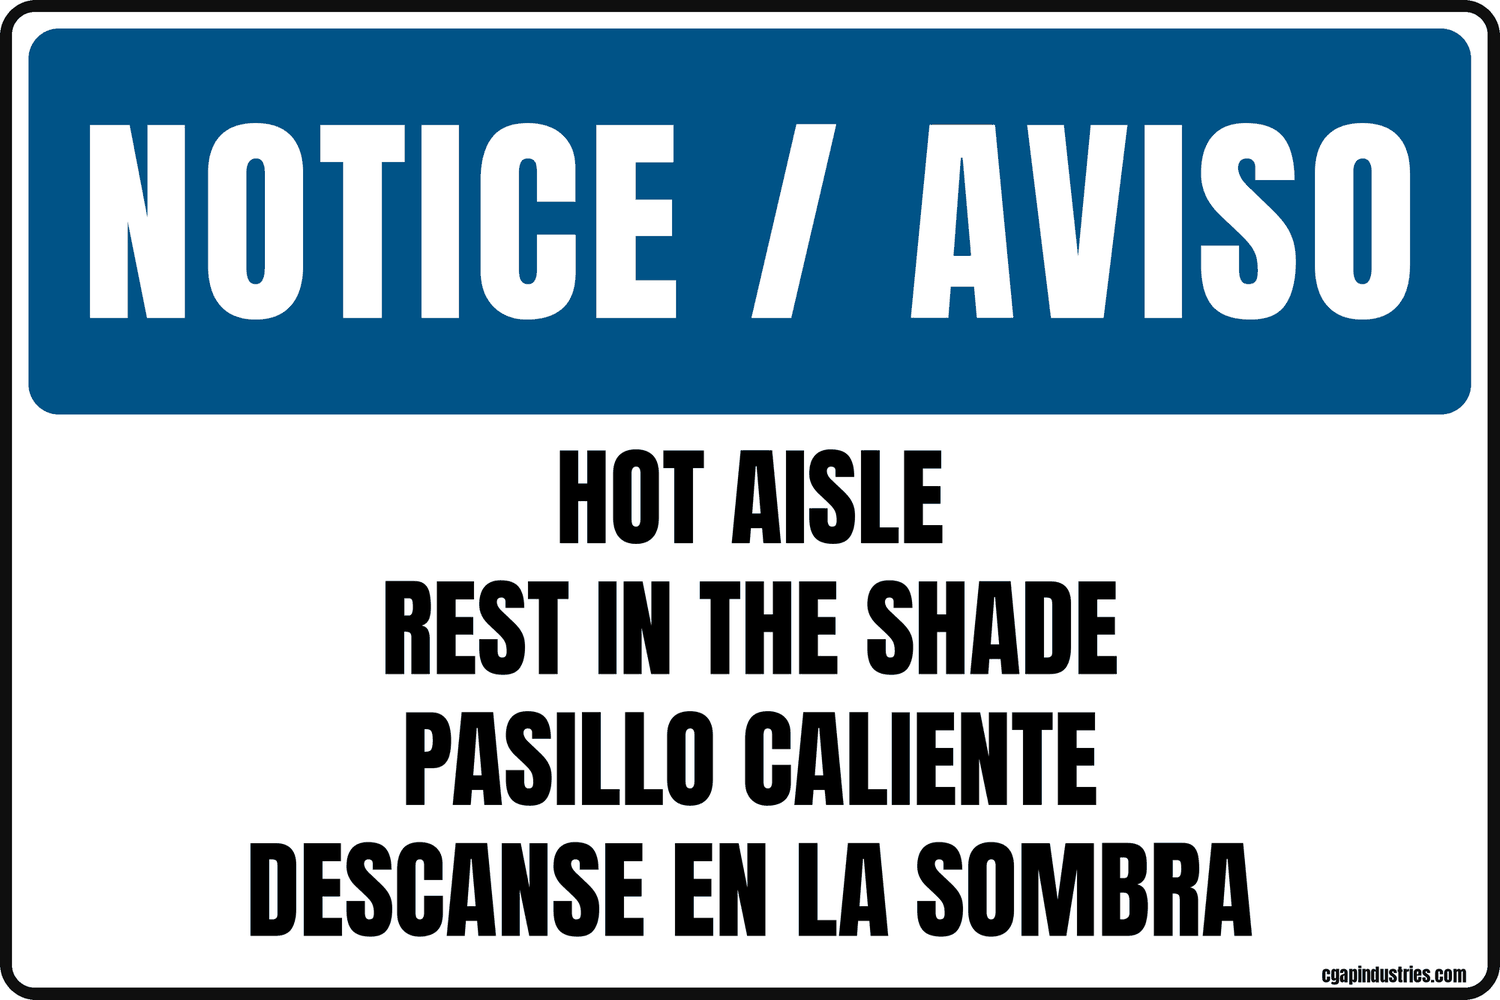 NOTICE / AVISO
HOT AISLE
REST IN THE SHADE
PASILLO CALIENTE
DESCANSE EN LA SOMBRA
cgapindustries.com